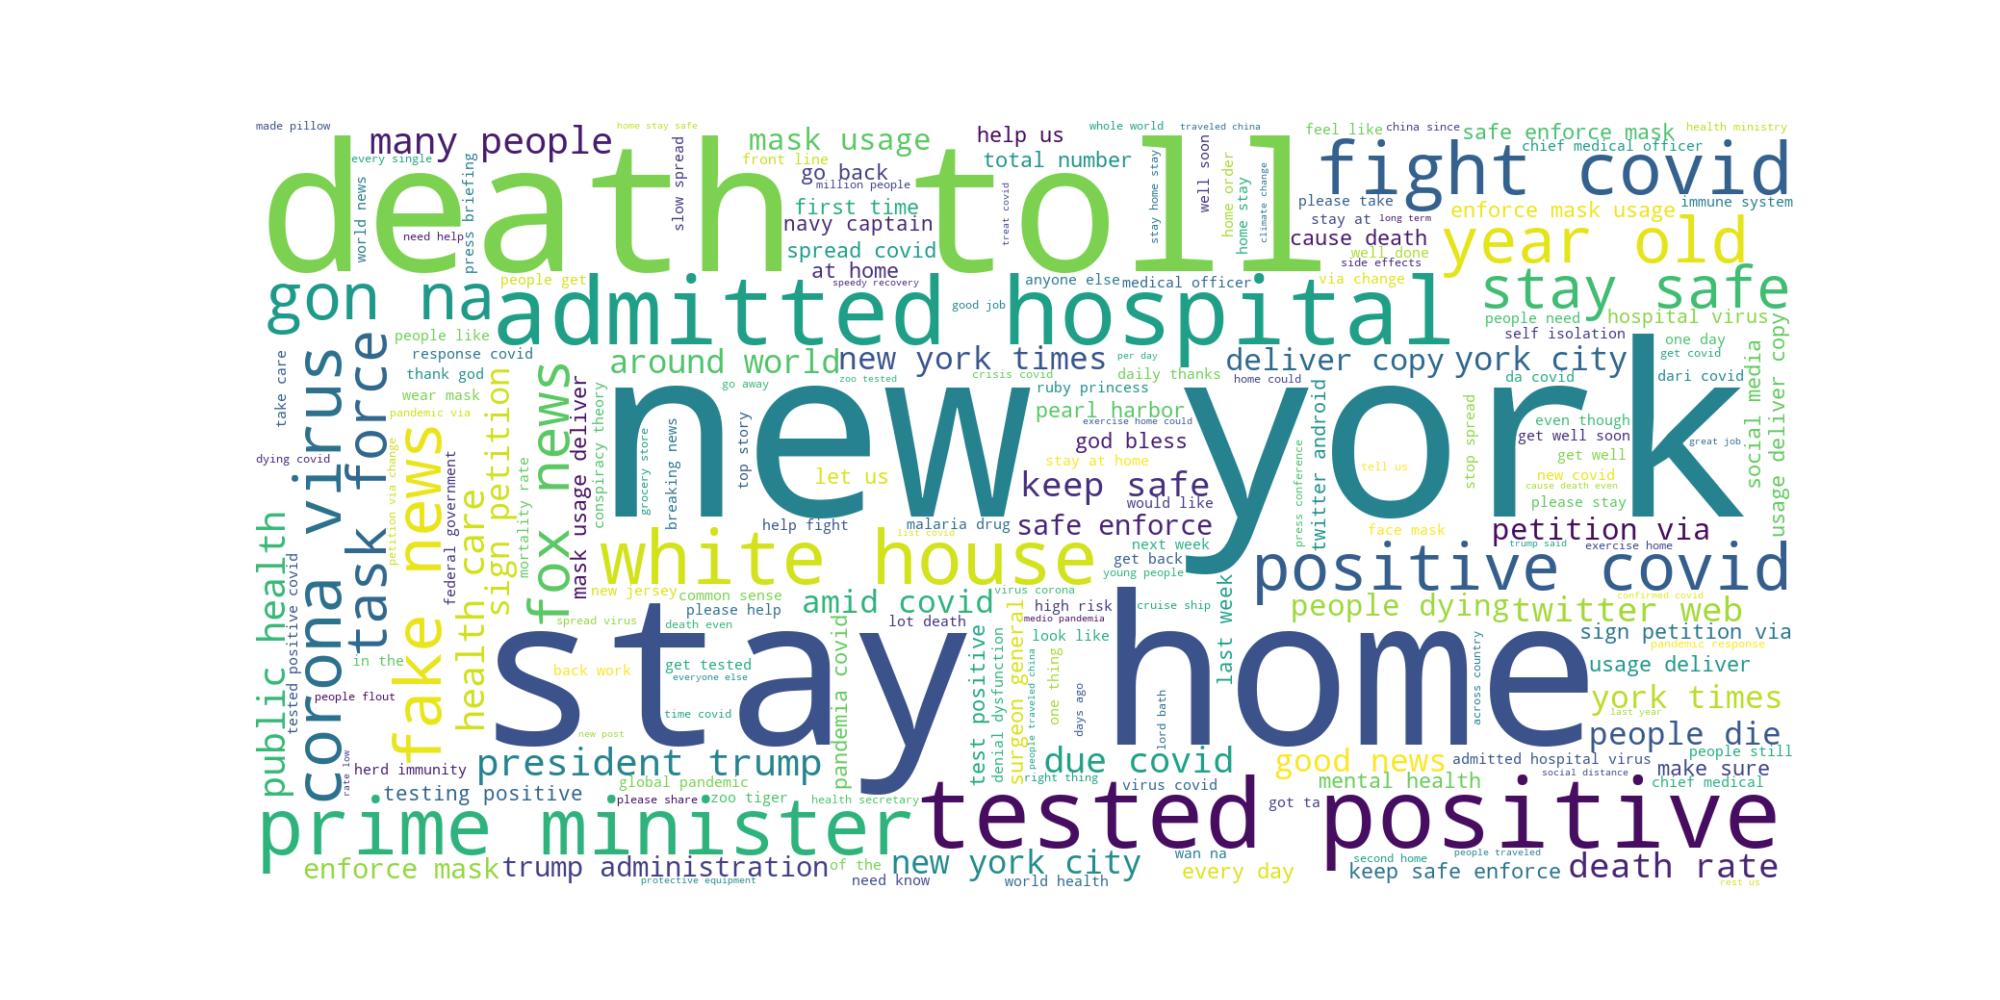 made pillow
many people
home stay safe
mask usage
help us
whole world
traveled china
feel like
china since
safe enforce mask
health ministry
death toll
every single
front line
total number
chief medical officer
fight covid
world news
press briefing
slow spread
go back
million people
treat covid
stay home stay
well soon
home order
home stay
climate change
please take
immune system
first time
enforce mask usage
need help
navy captain
stay at
long term
cause death
year old
spread covid
well done
side effects
at home
people get
speedy recovery
anyone else
medical officer
via change
stay safe
gon na
admitted hospital
good job
people need
hospital virus
self isolation
people like
response covid
around world
new york times
per day
deliver copy
york city
one day
get covid
take care
corona virus
task force
thank god
go away
zoo tested
crisis covid
daily thanks
home could
da covid
dari covid
wear mask
ruby princess
new york
pandemic via
sign petition
fox news
mask usage deliver
conspiracy theory
pearl harbor
exercise home could
twitter android
even though
social media
usage deliver copy
grocery store
breaking news
top story
god bless
stop spread
get well soon
great job
dying covid
fake news
petition via change
federal government
mortality rate
let us
stay at home
tell us
get well
keep safe
new covid
cause death even
would like
press conference
please stay
public health
tested positive covid
health care
help fight
malaria drug
list covid
safe enforce
face mask
petition via
white house
next week
trump said
exercise home
get back
young people
positive covid
new jersey
common sense
virus corona
last week
confirmed covid
please help
amid covid
high risk
cruise ship
people dying
twitter web
spread virus
death even
lot death
medio pandemia
stay home
look like
sign petition via
pandemic response
in the
get tested
back work
everyone else
pandemia covid
test positive
denial dysfunction
surgeon general
people traveled china
one thing
days ago
lord bath
across country
usage deliver
people flout
york times
time covid
last year
new post
people die
rate low
herd immunity
president trump
due covid
good news
admitted hospital virus
people still
make sure
social distance
global pandemic
right thing
virus covid
mental health
chief medical
testing positive
please share
zoo tiger
health secretary
got ta
prime minister
tested positive
enforce mask
trump administration
of the
new york city
wan na
every day
second home
people traveled
keep safe enforce
death rate
protective equipment
need know
world health
rest us